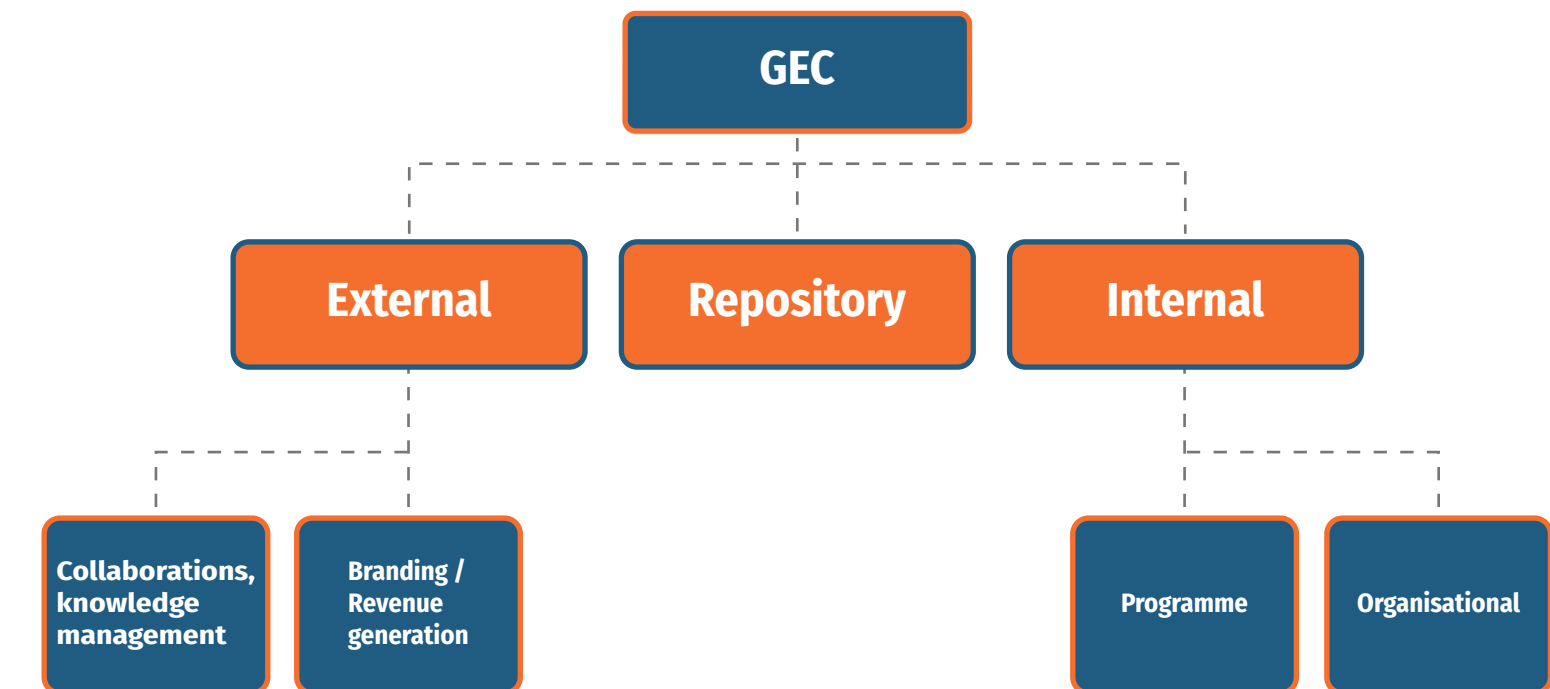 GEC
External
Repository
Internal
Collaborations,
knowledge
management
Branding /
Revenue
generation
Programme
Organisational